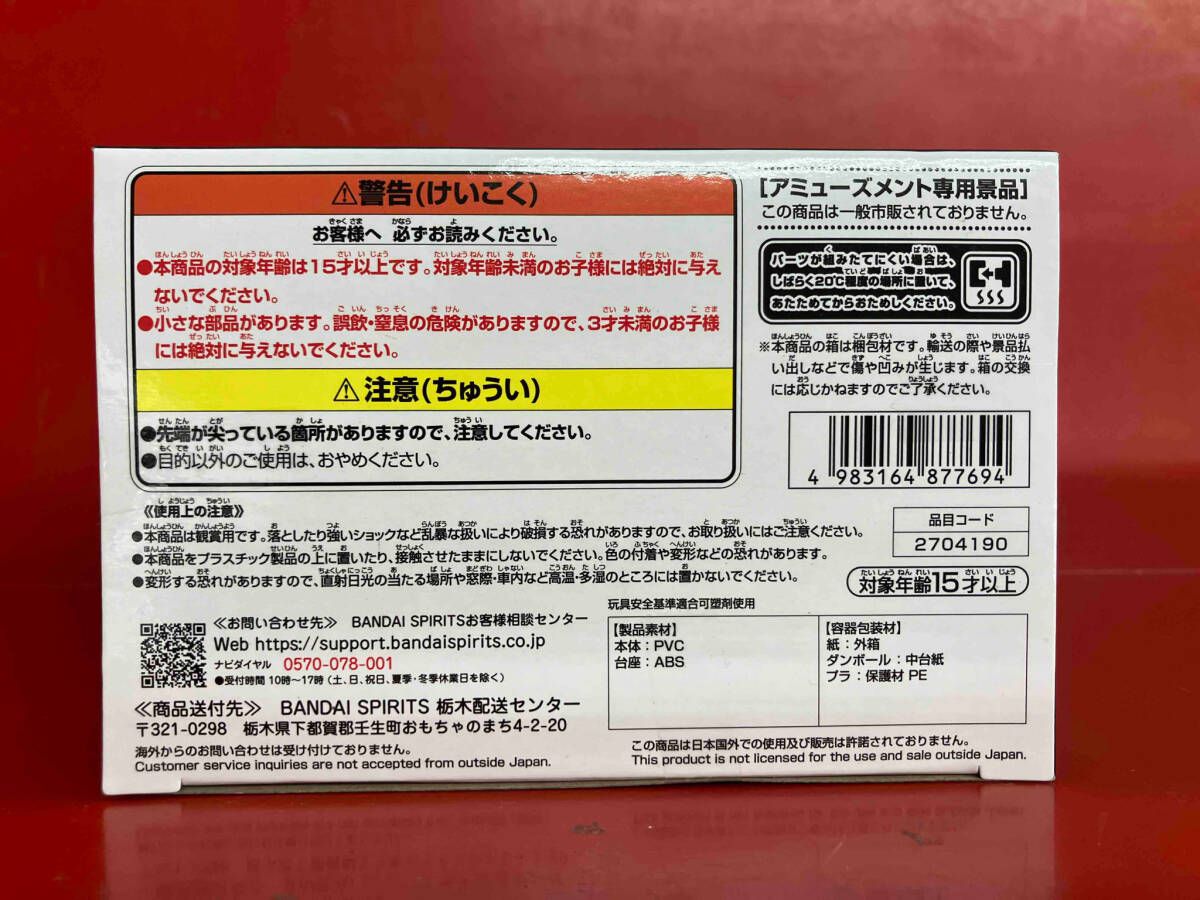 ⚠警告(けいこく)
お客様へ 必ずお読みください。
●本商品の対象年齢は15才以上です。対象年齢未満のお子様には絶対に与え
ないでください。
●小さな部品があります。誤飲・窒息の危険がありますので、3才未満のお子様
には絶対に与えないでください。
⚠注意(ちゅうい)
●先端が尖っている箇所がありますので、注意してください。
●目的以外のご使用は、おやめください。
[アミューズメント専用景品]
この商品は一般市販されておりません。
パーツが組みたてにくい場合は、
しばらく20℃程度の場所に置いて、
あたためてからおためしください。
※本商品の箱は梱包材です。輸送の際や景品払
い出しなどで傷や凹みが生じます。箱の交換
には応じかねますのでご了承ください。
4 983164 877694
品目コード
2704190
対象年齢15才以上
《使用上の注意》
●本商品は観賞用です。落としたり強いショックなど乱暴な扱いにより破損する恐れがありますので、お取り扱いにはご注意ください。
●本商品をプラスチック製品の上に置いたり、接触させたままにしないでください。色の付着や変形などの恐れがあります。
●変形する恐れがありますので、直射日光の当たる場所や窓際・車内など高温・多湿のところには置かないでください。
≪お問い合わせ先≫ BANDAI SPIRITSお客様相談センター
Web https://support.bandaispirits.co.jp
ナビダイヤル 0570-078-001
●受付時間 10時〜17時 (土、日、祝日、夏季・冬季休業日を除く)
≪商品送付先≫ BANDAI SPIRITS 栃木配送センター
〒321-0298 栃木県下都賀郡壬生町おもちゃのまち4-2-20
海外からのお問い合わせは受け付けておりません。
Customer service inquiries are not accepted from outside Japan.
玩具安全基準適合可塑剤使用
【製品素材】
本体:PVC
台座:ABS
【容器包装材】
紙:外箱
ダンボール:中台紙
プラ:保護材 PE
この商品は日本国外での使用及び販売は許諾されておりません。
This product is not licensed for the use and sale outside Japan.